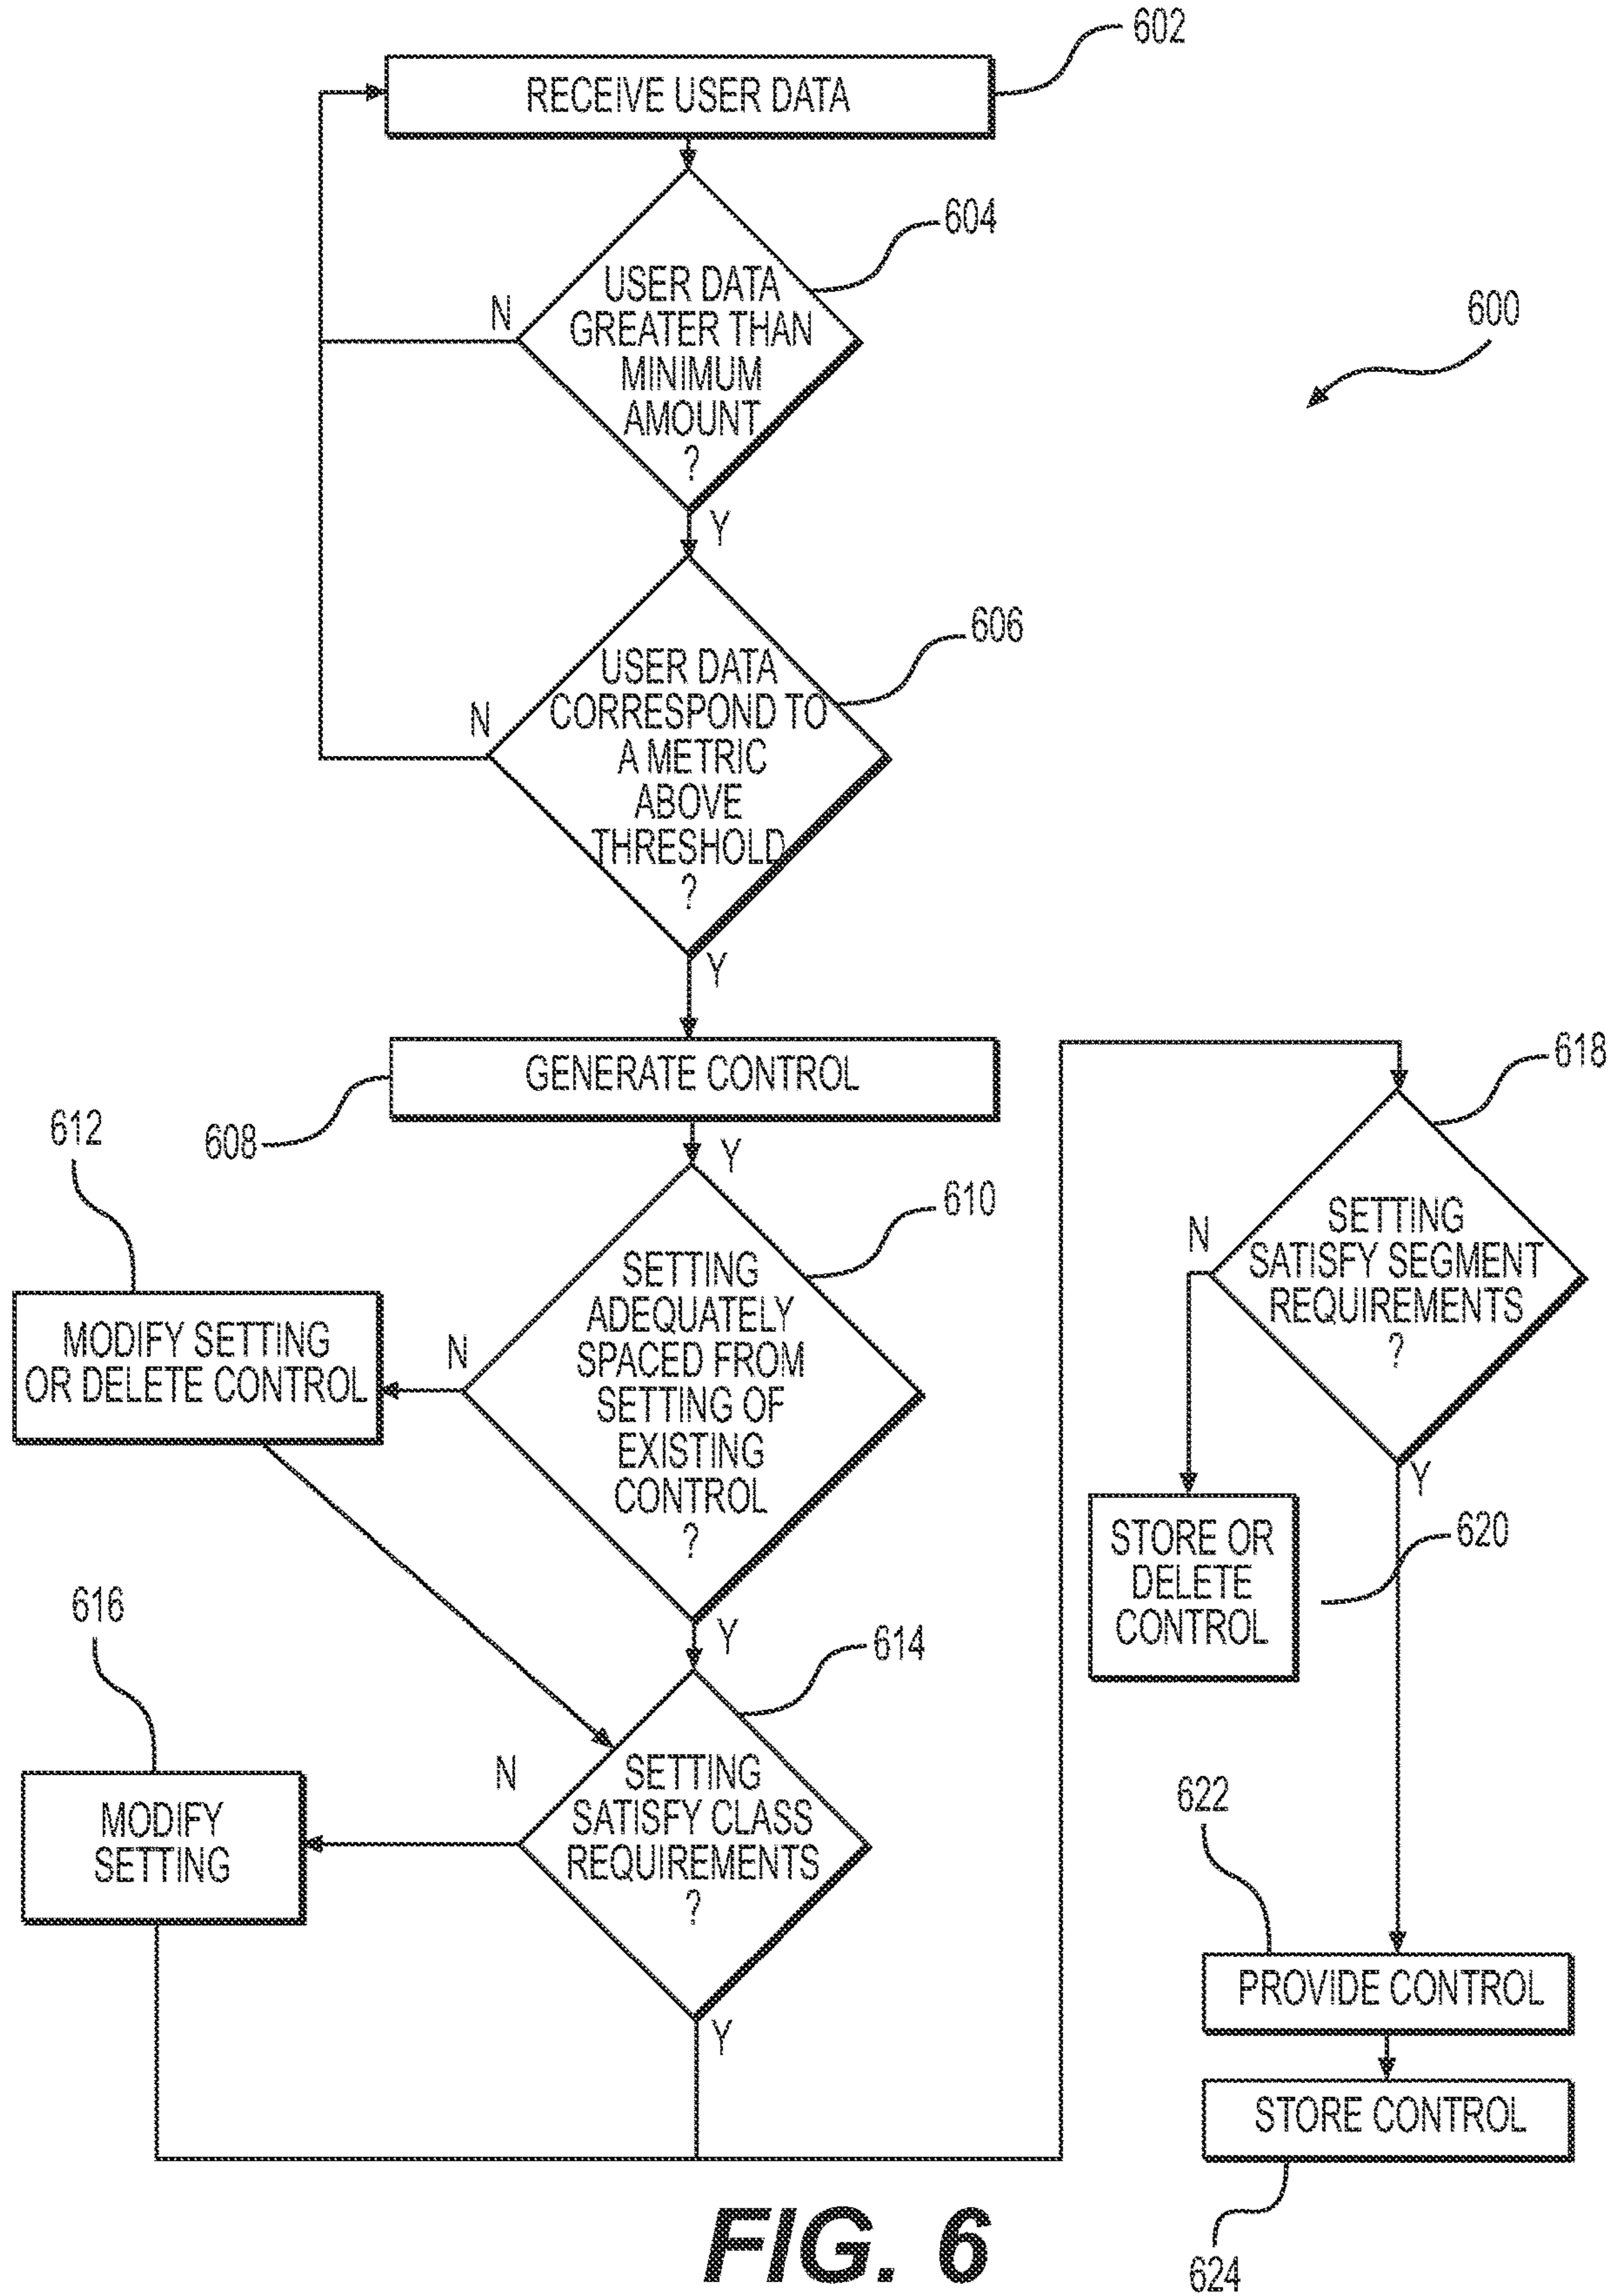 602
RECEIVE USER DATA
604
USER DATA
GREATER THAN
MINIMUM
AMOUNT
?
N
Y
600
606
USER DATA
CORRESPOND TO
A METRIC
ABOVE
THRESHOLD
?
N
Y
GENERATE CONTROL
608
Y
610
SETTING
ADEQUATELY
SPACED FROM
SETTING OF
EXISTING
CONTROL
?
N
Y
612
MODIFY SETTING
OR DELETE CONTROL
614
SETTING
SATISFY CLASS
REQUIREMENTS
?
N
Y
616
MODIFY
SETTING
618
SETTING
SATISFY SEGMENT
REQUIREMENTS
?
N
Y
STORE OR
DELETE
CONTROL
620
622
PROVIDE CONTROL
STORE CONTROL
624
FIG. 6